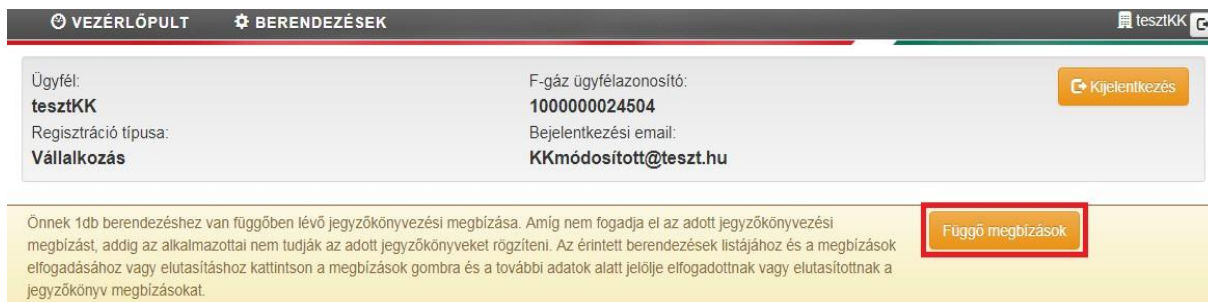 VEZÉRLŐPULT BERENDEZÉSEK tesztKK
Ügyfél: F-gáz ügyfélazonosító:
tesztKK 1000000024504 Kijelentkezés
Regisztráció típusa: Bejelentkezési email:
Vállalkozás KKmódosított@teszt.hu
Önnek 1db berendezéshez van függőben lévő jegyzőkönyvezési megbízása. Amíg nem fogadja el az adott jegyzőkönyvezési
megbízást, addig az alkalmazottai nem tudják az adott jegyzőkönyveket rögzíteni. Az érintett berendezések listájához és a megbízások
elfogadásához vagy elutasításhoz kattintson a megbízások gombra és a további adatok alatt jelölje elfogadottnak vagy elutasítottnak a
jegyzőkönyv megbízásokat.
Függő megbízások